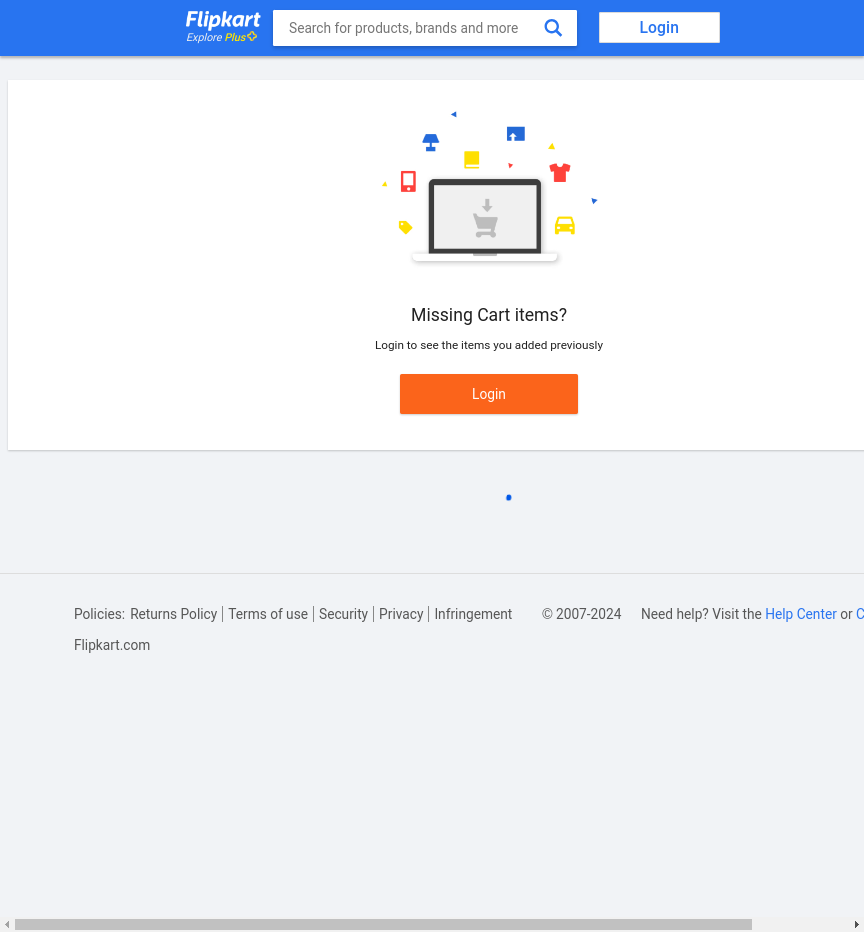 Flipkart
Explore Plus
Search for products, brands and more
Login
Missing Cart items?
Login to see the items you added previously
Login
Policies: Returns Policy Terms of use Security Privacy Infringement © 2007-2024 Need help? Visit the Help Center or
Flipkart.com